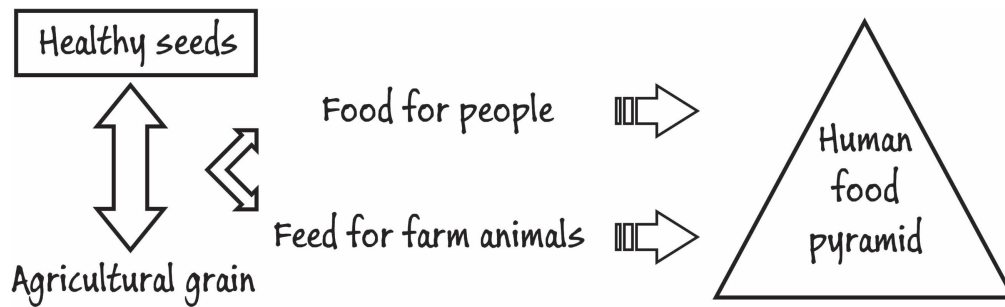 Healthy seeds
Food for people
Feed for farm animals
Agricultural grain
Human
food
pyramid